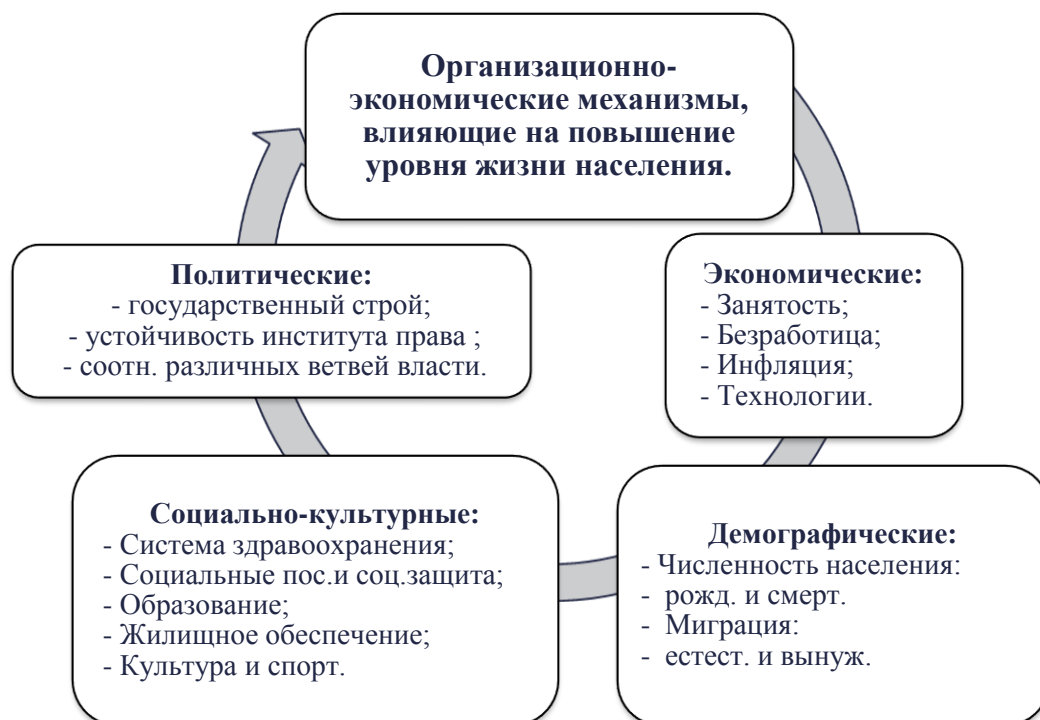 Организационно-
экономические механизмы,
влияющие на повышение
уровня жизни населения.
Политические:
- государственный строй;
- устойчивость института права ;
- соотн. различных ветвей власти.
Экономические:
- Занятость;
- Безработица;
- Инфляция;
- Технологии.
Социально-культурные:
- Система здравоохранения;
- Социальные пос.и соц.защита;
- Образование;
- Жилищное обеспечение;
- Культура и спорт.
Демографические:
- Численность населения:
- рожд. и смерт.
- Миграция:
- естест. и вынуж.